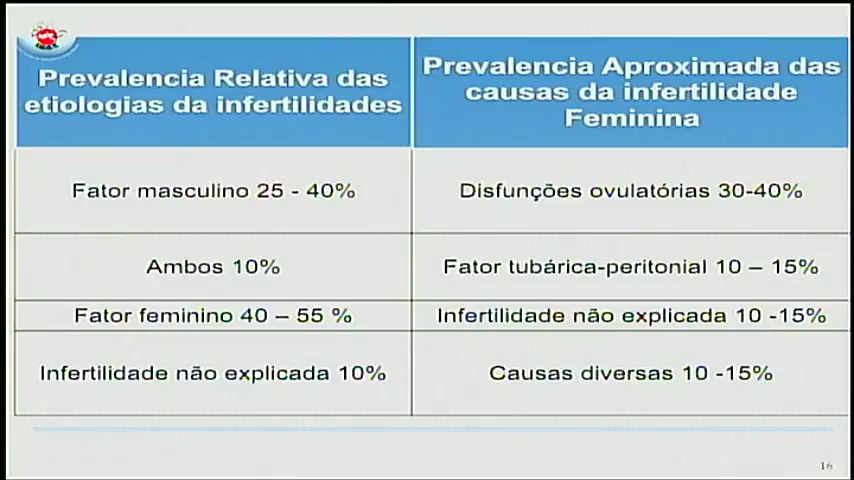 Prevalencia Relativa das
etiologias da infertilidades
Prevalencia Aproximada das
causas da infertilidade
Feminina
Fator masculino 25 - 40%
Disfunções ovulatórias 30-40%
Ambos 10%
Fator tubárica-peritonial 10 – 15%
Fator feminino 40 – 55 %
Infertilidade não explicada 10 -15%
Infertilidade não explicada 10%
Causas diversas 10 -15%
16